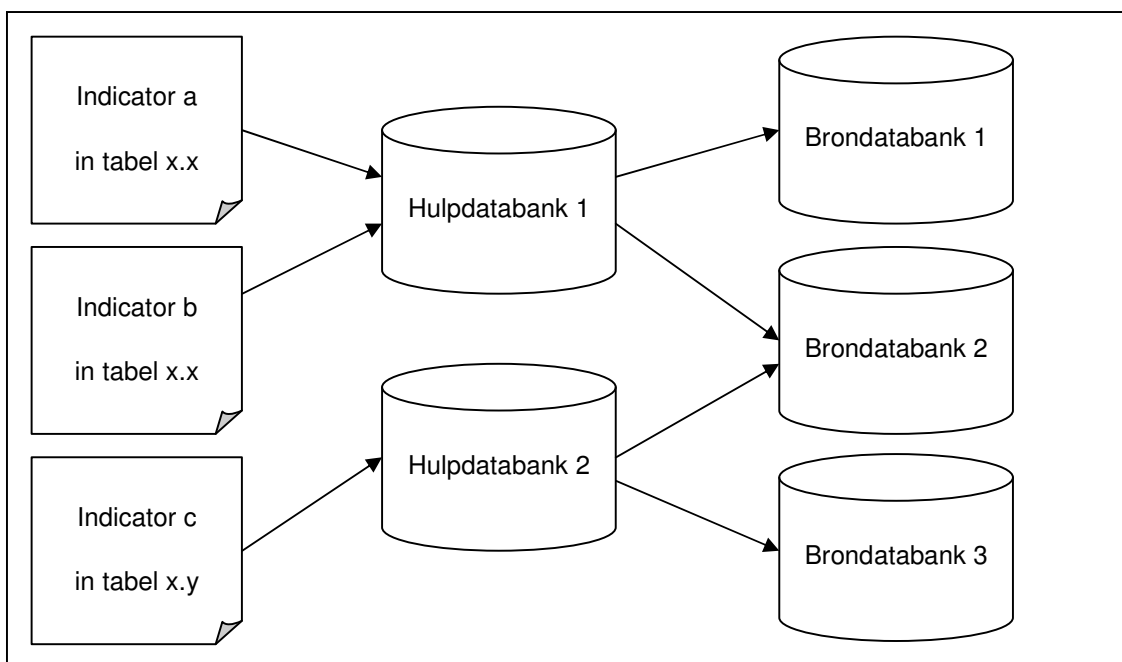 Indicator a
in tabel x.x
Indicator b
in tabel x.x
Indicator c
in tabel x.y
Hulpdatabank 1
Hulpdatabank 2
Brondatabank 1
Brondatabank 2
Brondatabank 3